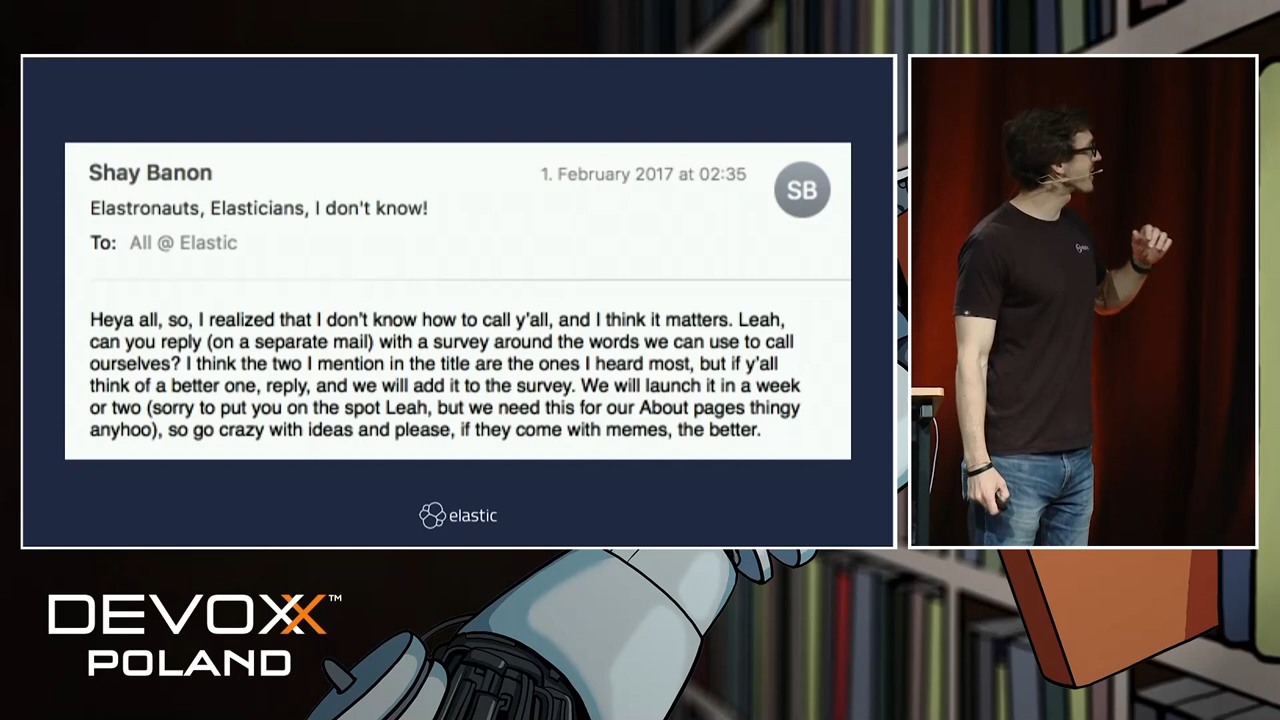 Shay Banon
1. February 2017 at 02:35
SB
Elastronauts, Elasticians, I don't know!
To: All @ Elastic
Heya all, so, I realized that I don't know how to call y'all, and I think it matters. Leah,
can you reply (on a separate mail) with a survey around the words we can use to call
ourselves? I think the two I mention in the title are the ones I heard most, but if y'all
think of a better one, reply, and we will add it to the survey. We will launch it in a week
or two (sorry to put you on the spot Leah, but we need this for our About pages thingy
anyhoo), so go crazy with ideas and please, if they come with memes, the better.
elastic
DEVOXX™
POLAND